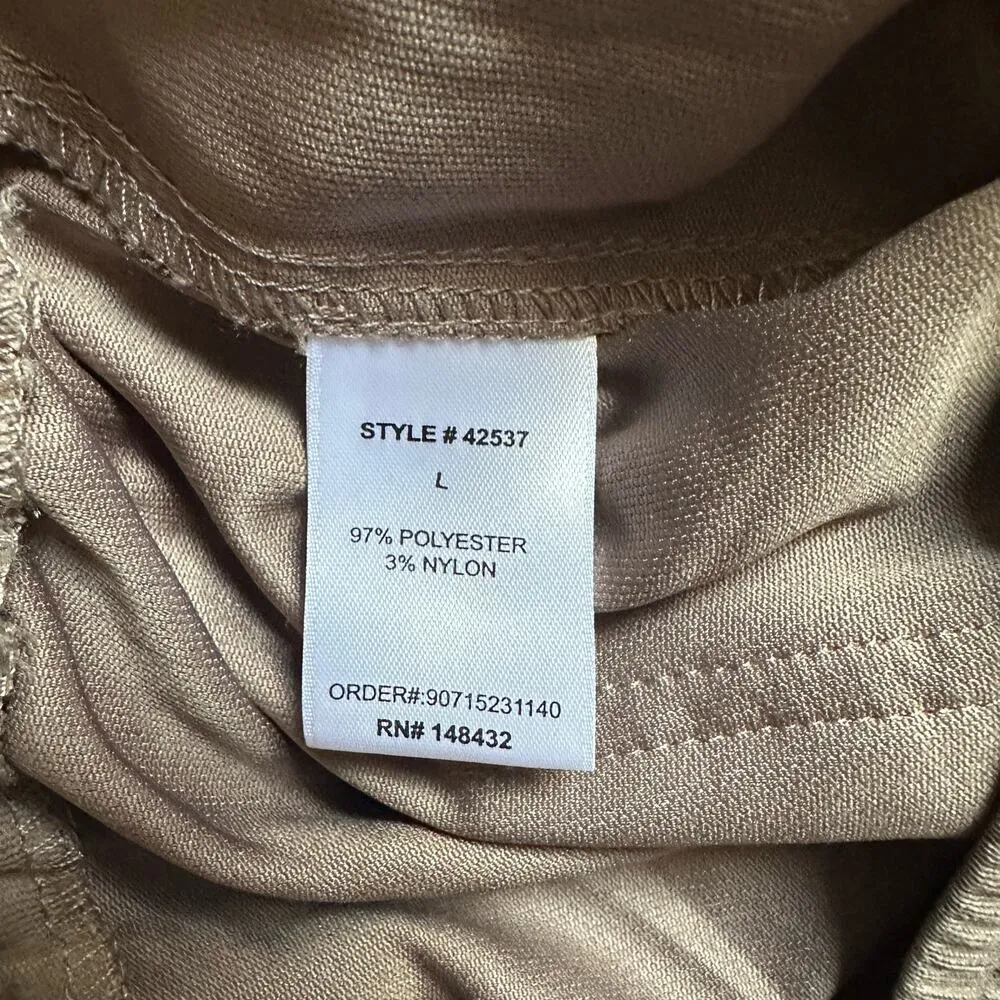 STYLE # 42537
L
97% POLYESTER
3% NYLON
ORDER#:90715231140
RN# 148432